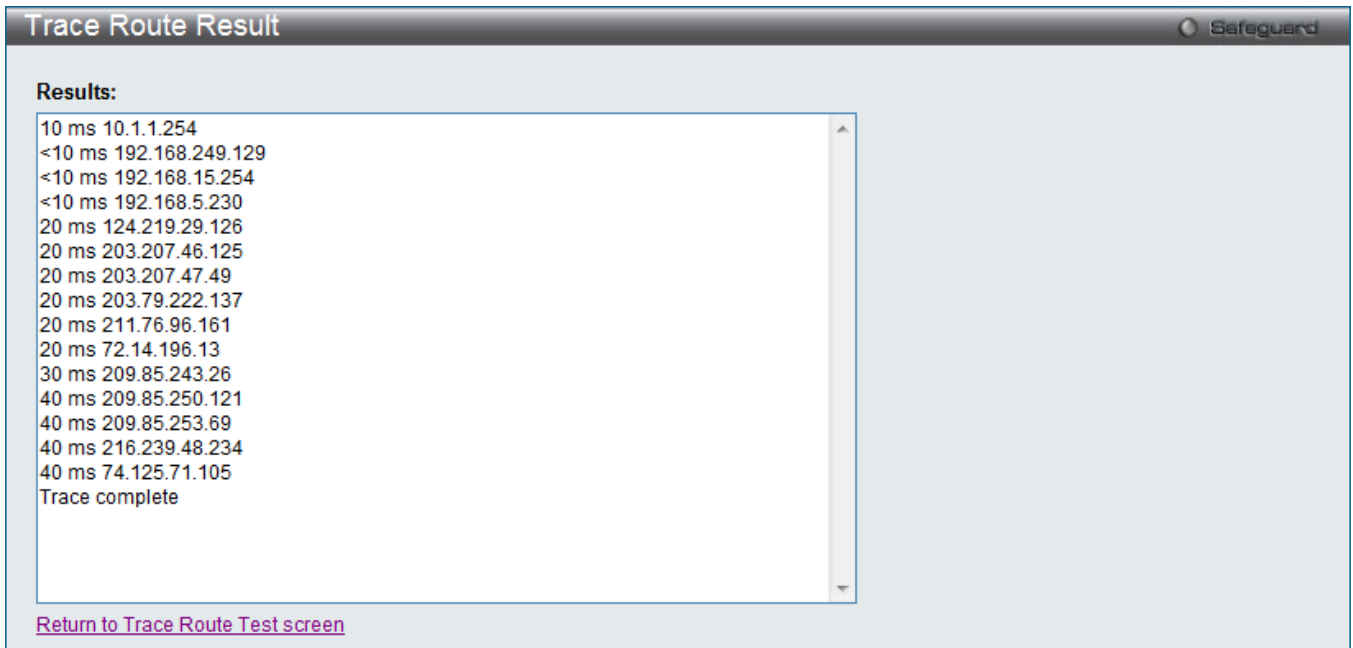 Trace Route Result
Safeguard
Results:
10 ms 10.1.1.254
<10 ms 192.168.249.129
<10 ms 192.168.15.254
<10 ms 192.168.5.230
20 ms 124.219.29.126
20 ms 203.207.46.125
20 ms 203.207.47.49
20 ms 203.79.222.137
20 ms 211.76.96.161
20 ms 72.14.196.13
30 ms 209.85.243.26
40 ms 209.85.250.121
40 ms 209.85.253.69
40 ms 216.239.48.234
40 ms 74.125.71.105
Trace complete
Return to Trace Route Test screen